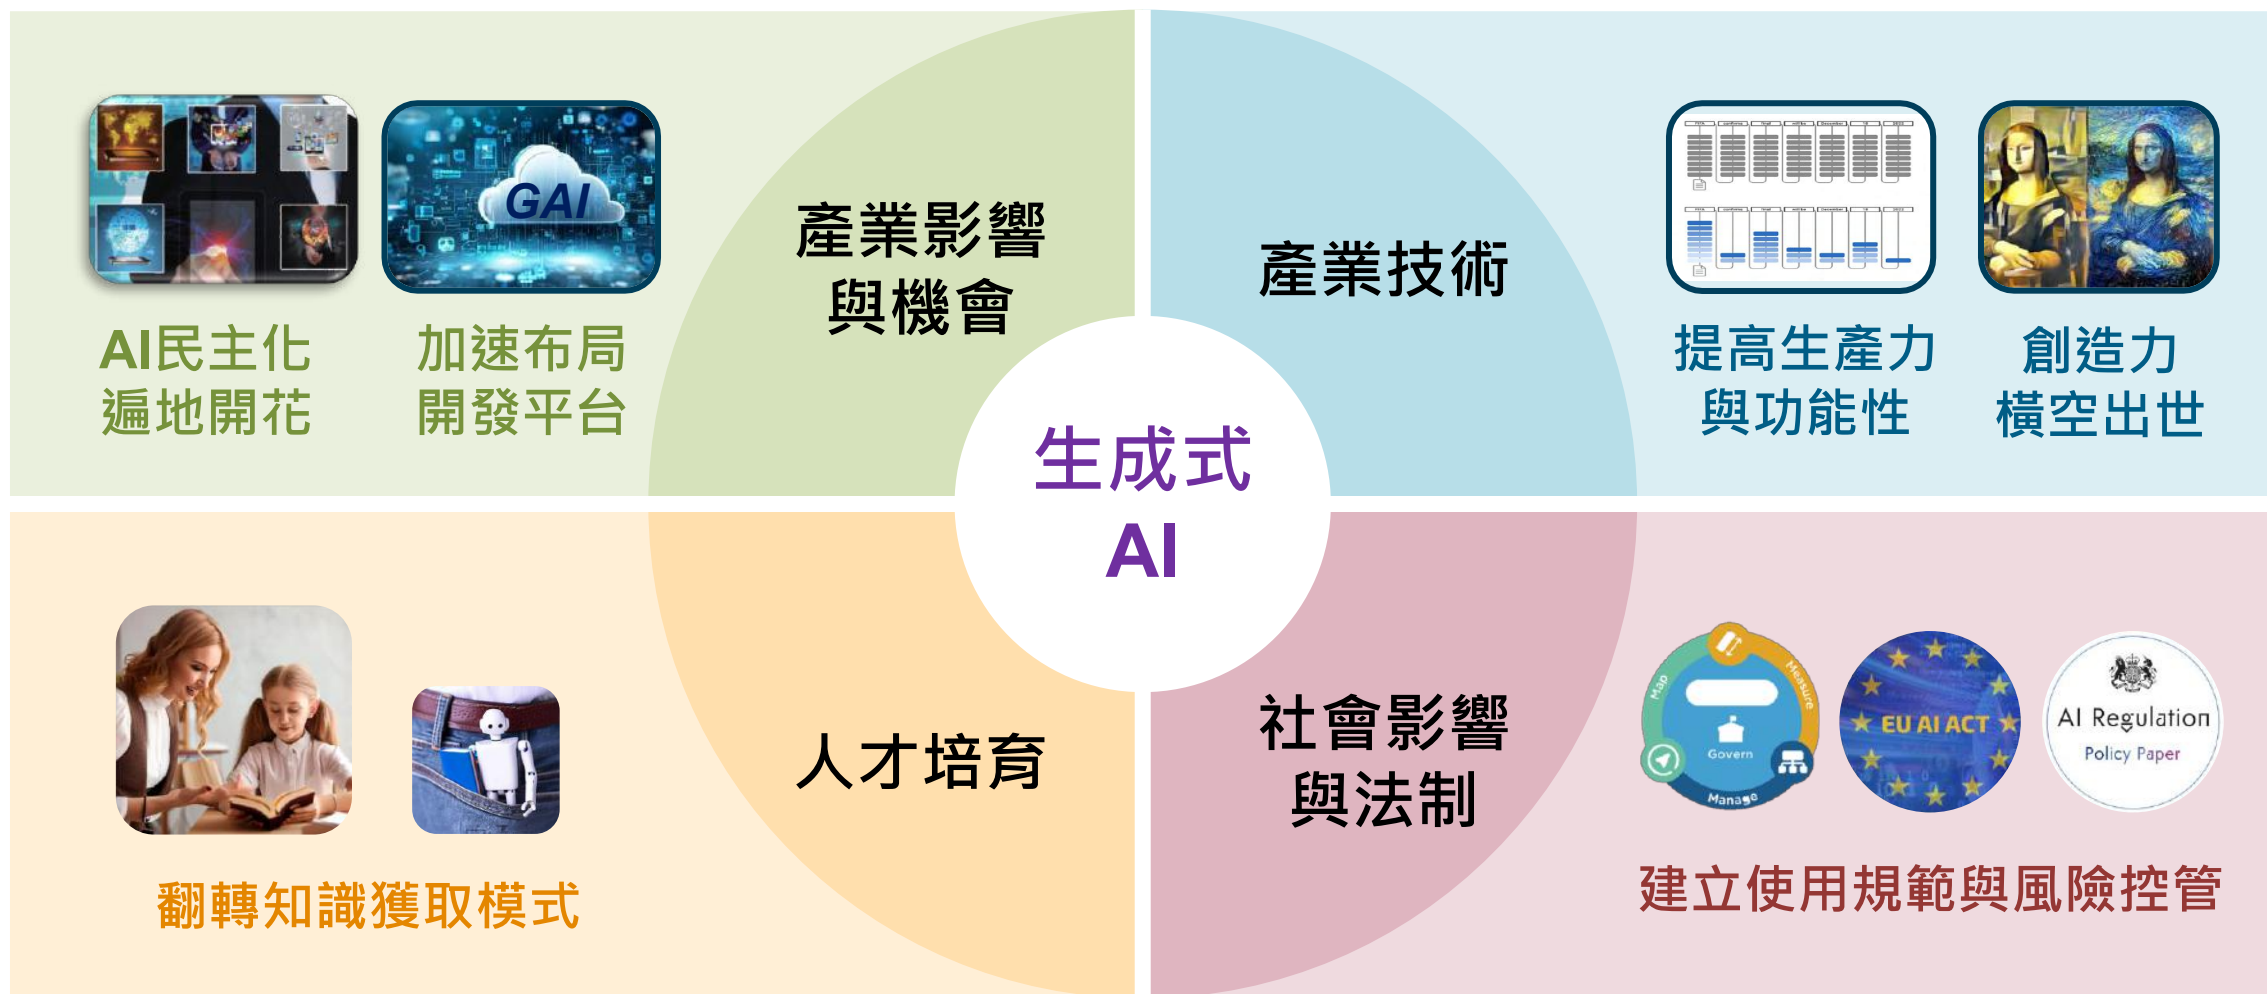 GAI
AI民主化
遍地開花
加速布局
開發平台
產業影響
與機會
產業技術
提高生產力
與功能性
創造力
橫空出世
生成式
AI
人才培育
翻轉知識獲取模式
社會影響
與法制
Map
Measure
Govern
Manage
EU AI ACT
AI Regulation
Policy Paper
建立使用規範與風險控管